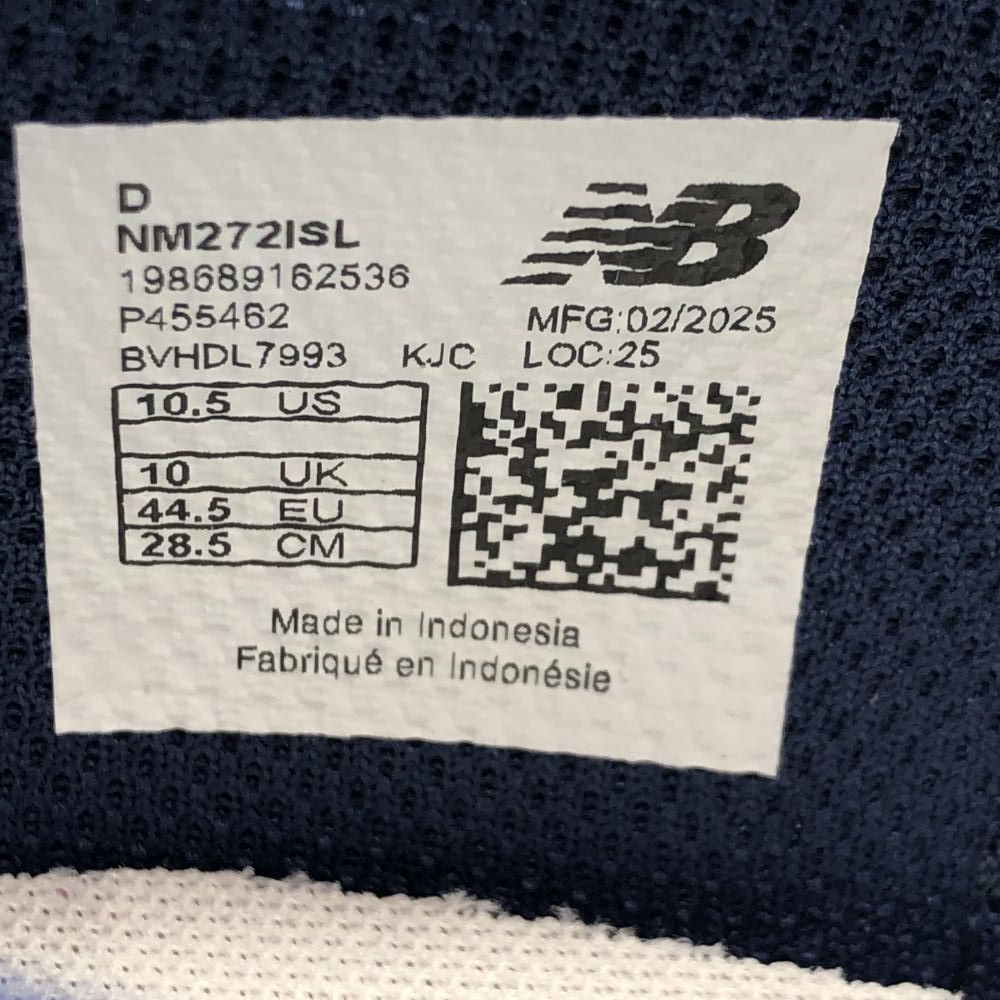 D
NM272ISL
198689162536
P455462
BVHDL7993 KJC
NB
MFG:02/2025
LOC:25
10.5 US
10 UK
44.5 EU
28.5 CM
Made in Indonesia
Fabriqué en Indonésie